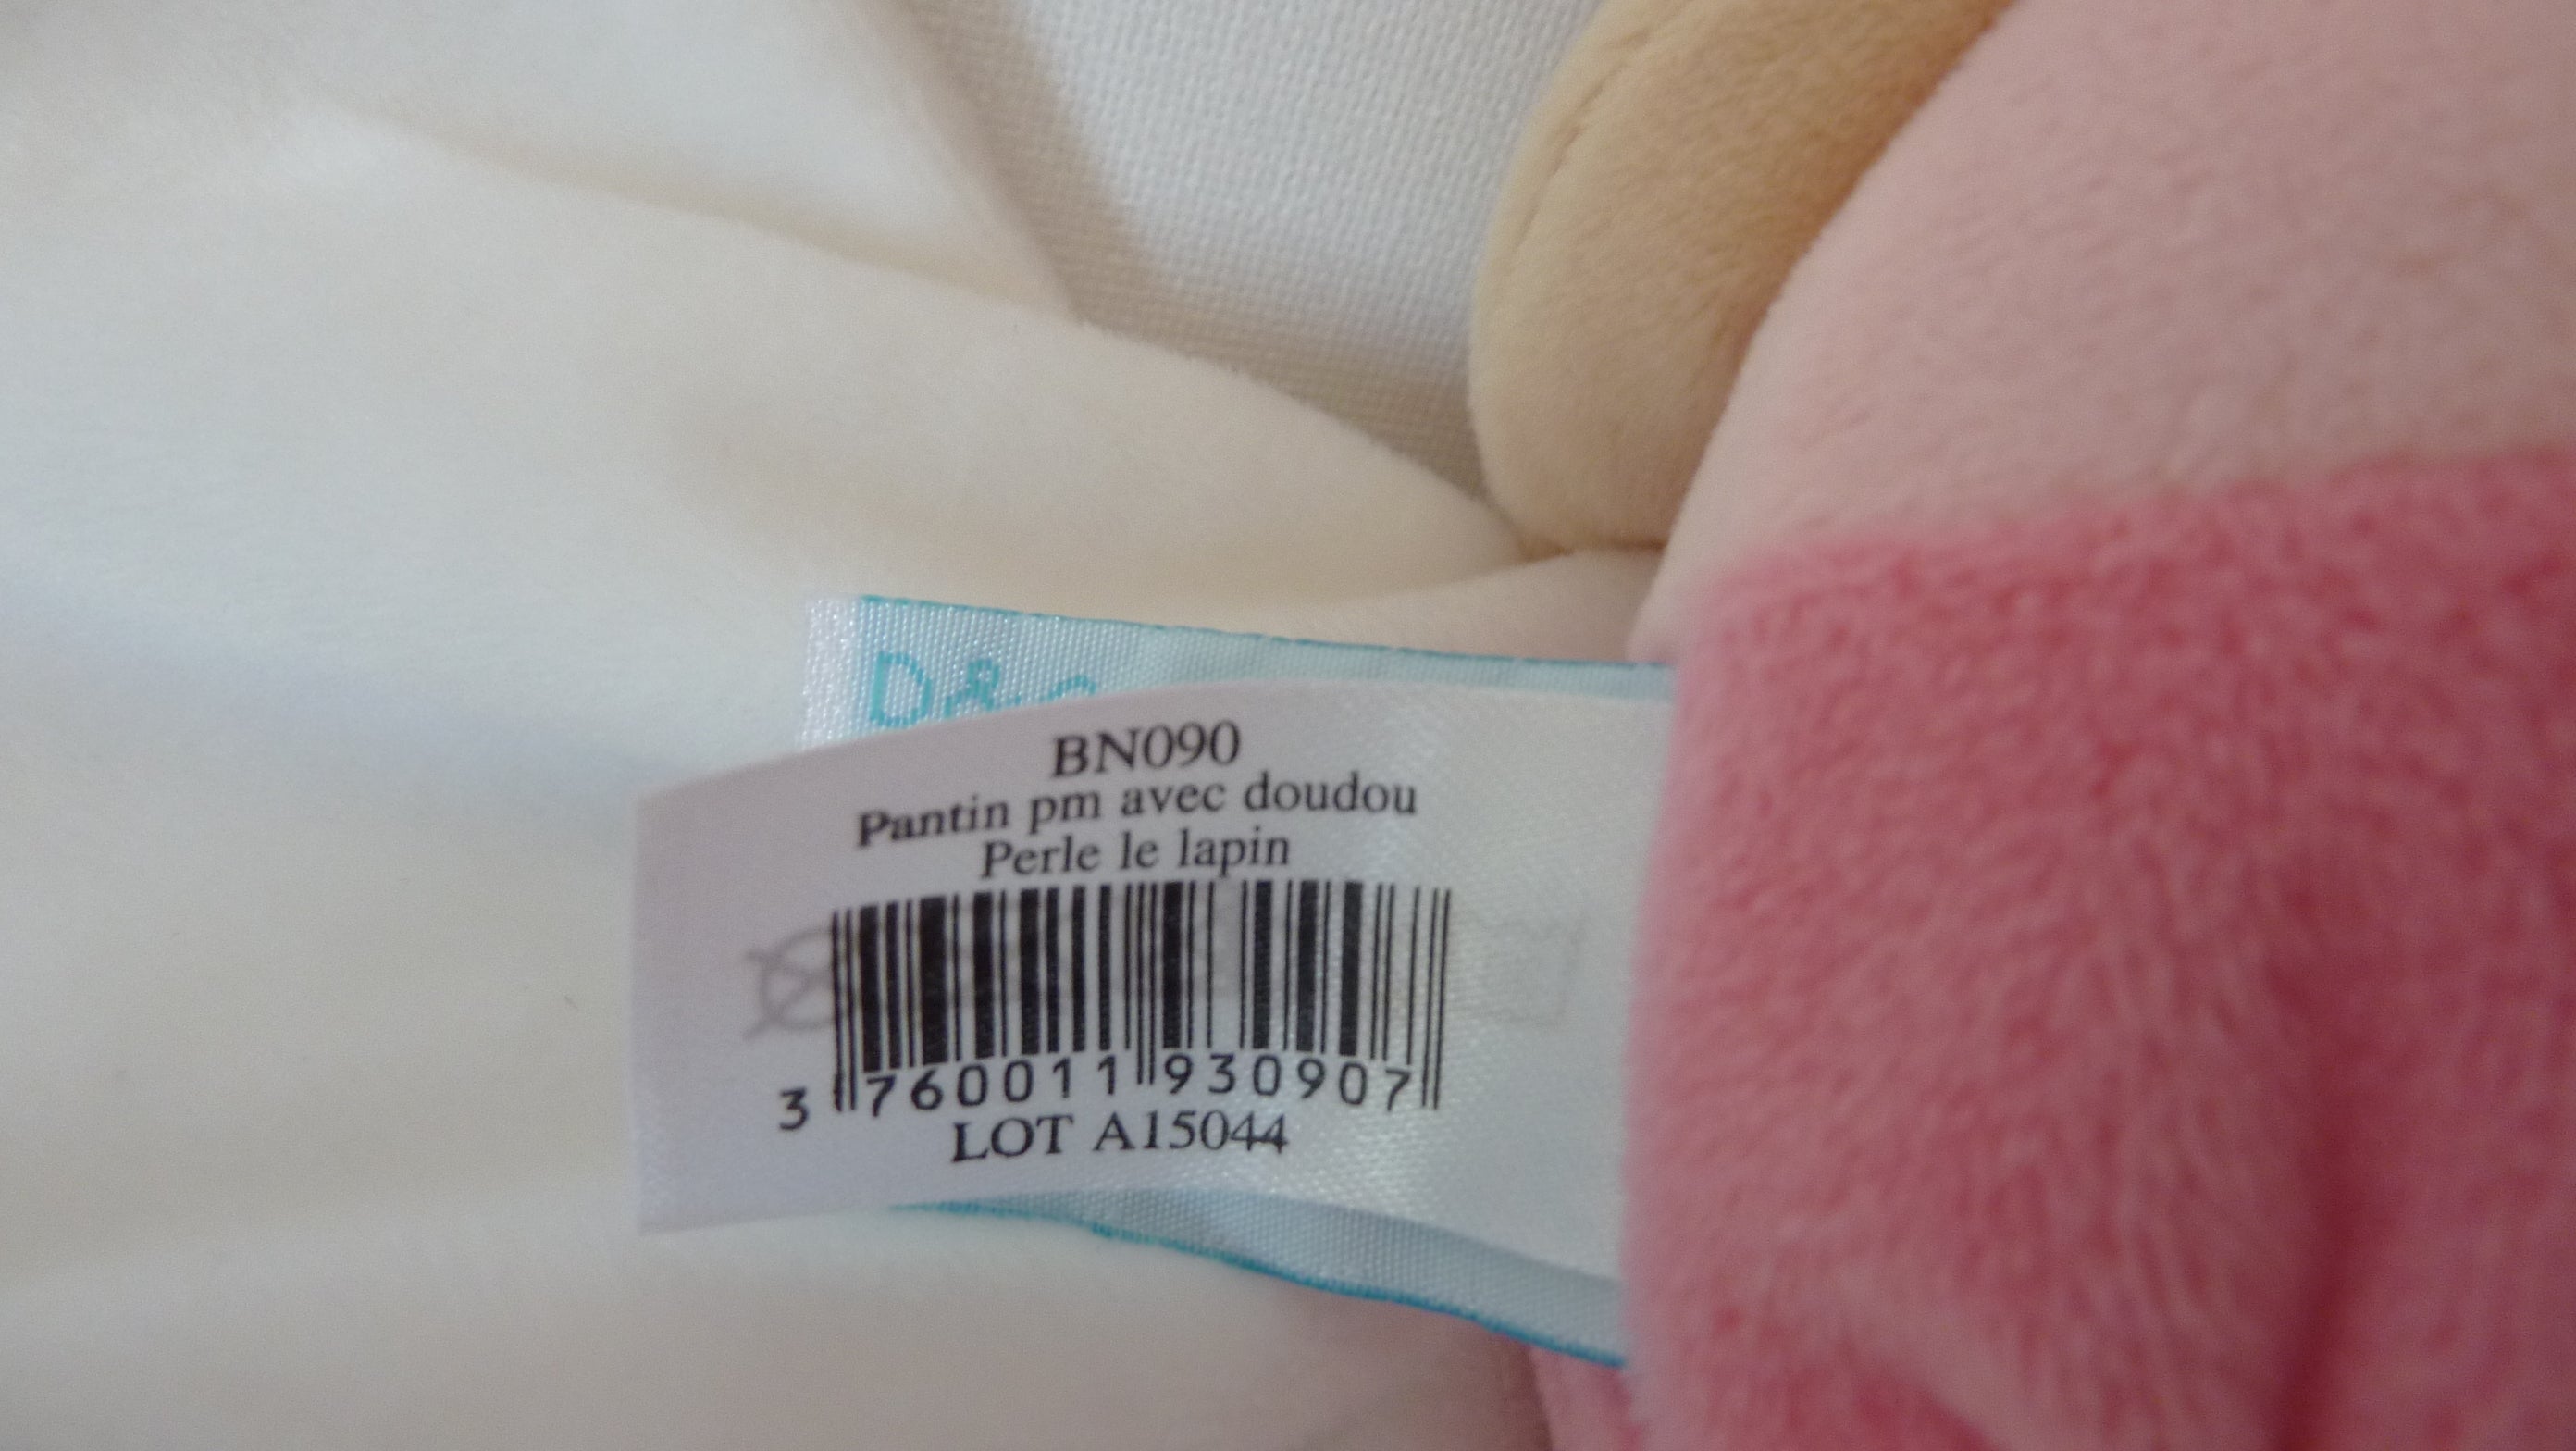 D&
BN090
Pantin pm avec doudou
Perle le lapin
3 760011 930907
LOT A15044